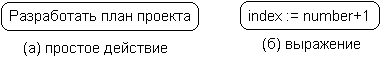 Разработать план проекта
index := number+1
(а) простое действие
(б) выражение